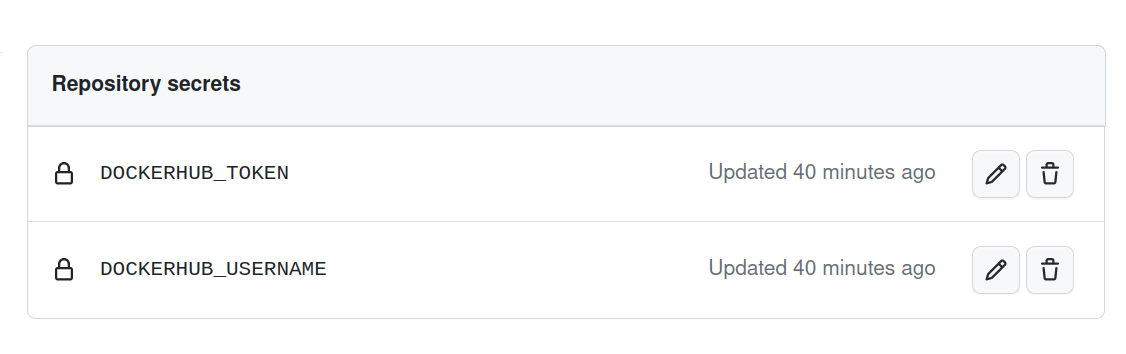 Repository secrets
DOCKERHUB_TOKEN Updated 40 minutes ago
DOCKERHUB_USERNAME Updated 40 minutes ago